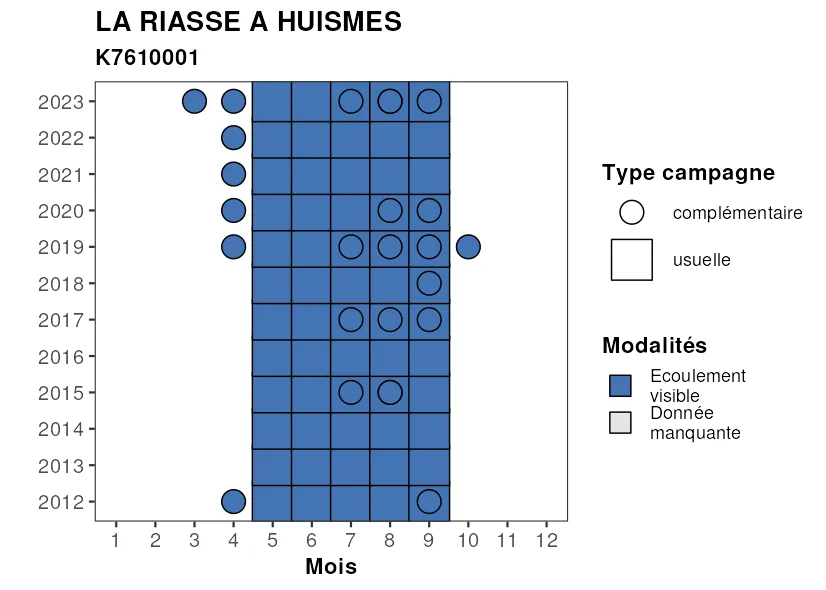 LA RIASSE A HUISMES
K7610001
2023
2022
2021
2020
2019
2018
2017
2016
2015
2014
2013
2012
1 2 3 4 5 6 7 8 9 10 11 12
Mois
Type campagne
complémentaire
usuelle
Modalités
Ecoulement
visible
Donnée
manquante